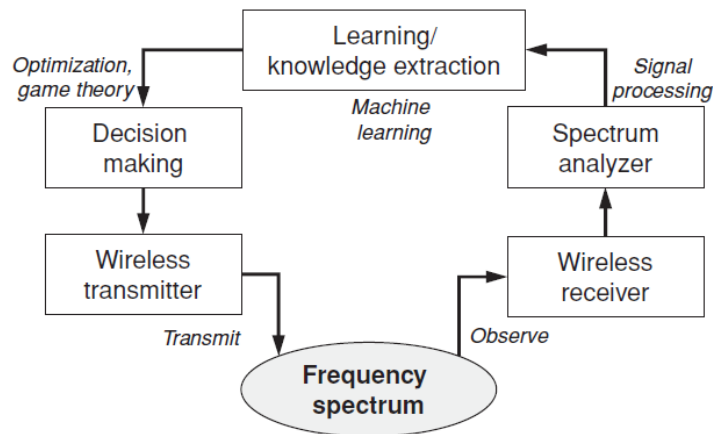 Learning/
knowledge extraction
Optimization,
game theory
Signal
processing
Machine
learning
Decision
making
Spectrum
analyzer
Wireless
transmitter
Wireless
receiver
Transmit
Observe
Frequency
spectrum